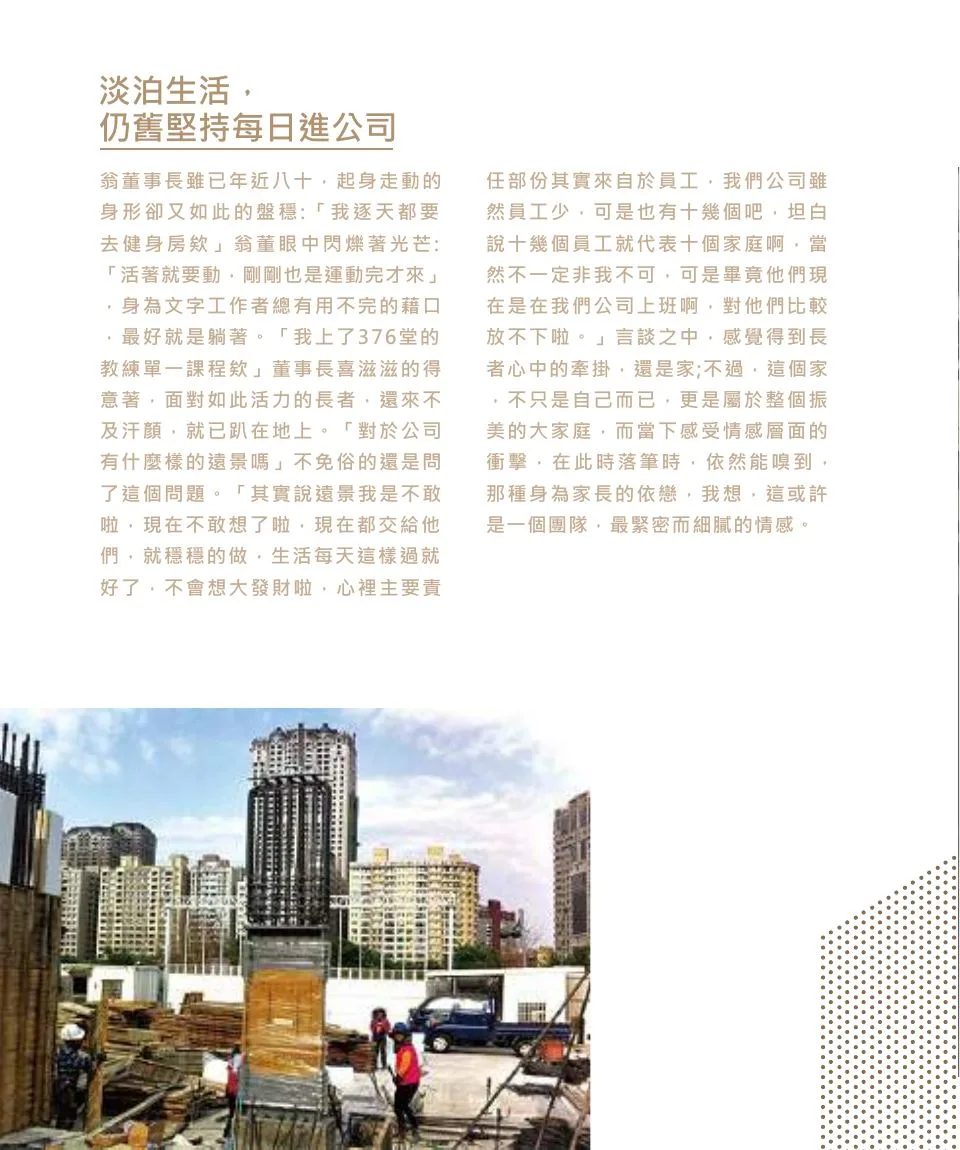 淡泊生活，
仍舊堅持每日進公司
翁董事長雖已年近八十，起身走動的
身形卻又如此的盤穩:「我逐天都要
去健身房欸」翁董眼中閃爍著光芒:
「活著就要動，剛剛也是運動完才來」
，身為文字工作者總有用不完的藉口
，最好就是躺著。「我上了376堂的
教練單一課程欸」董事長喜滋滋的得
意著，面對如此活力的長者，還來不
及汗顏，就已趴在地上。「對於公司
有什麼樣的遠景嗎」不免俗的還是問
了這個問題。「其實說遠景我是不敢
啦，現在不敢想了啦，現在都交給他
們，就穩穩的做，生活每天這樣過就
好了，不會想大發財啦，心裡主要責
任部份其實來自於員工，我們公司雖
然員工少，可是也有十幾個吧，坦白
說十幾個員工就代表十個家庭啊，當
然不一定非我不可，可是畢竟他們現
在是在我們公司上班啊，對他們比較
放不下啦。」言談之中，感覺得到長
者心中的牽掛，還是家;不過，這個家
，不只是自己而已，更是屬於整個振
美的大家庭，而當下感受情感層面的
衝擊，在此時落筆時，依然能嗅到，
那種身為家長的依戀，我想，這或許
是一個團隊，最緊密而細膩的情感。